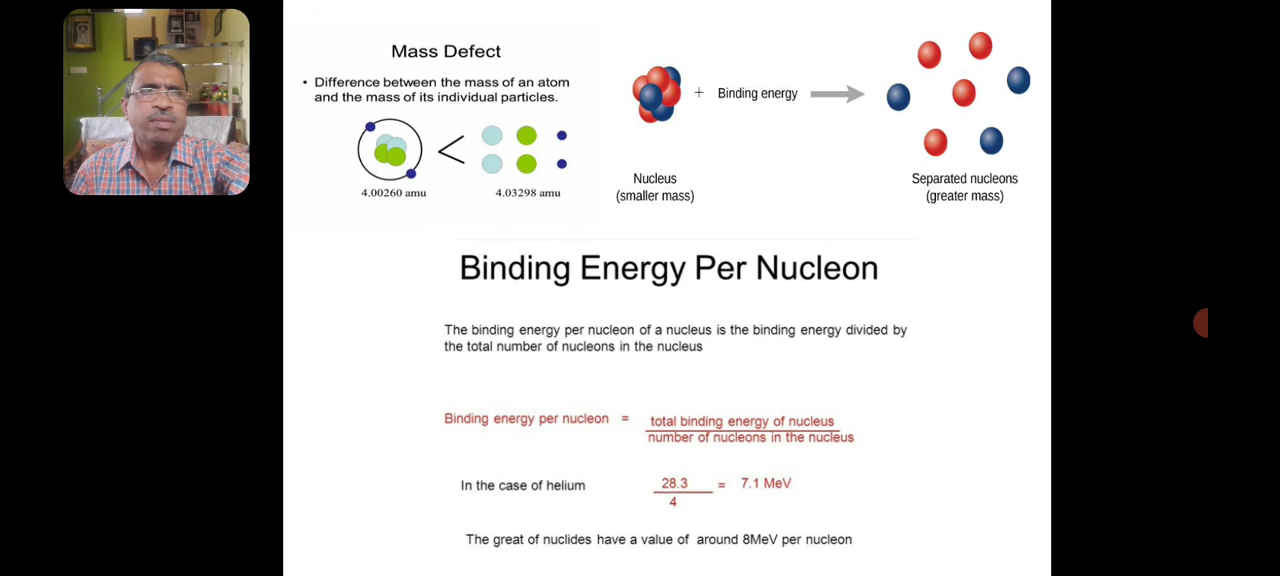 Mass Defect
• Difference between the mass of an atom
and the mass of its individual particles.
<
4.00260 amu
4.03298 amu
+ Binding energy
Nucleus
(smaller mass)
Separated nucleons
(greater mass)
Binding Energy Per Nucleon
The binding energy per nucleon of a nucleus is the binding energy divided by
the total number of nucleons in the nucleus
Binding energy per nucleon =
total binding energy of nucleus
number of nucleons in the nucleus
In the case of helium
28.3
4
= 7.1 MeV
The great of nuclides have a value of around 8MeV per nucleon